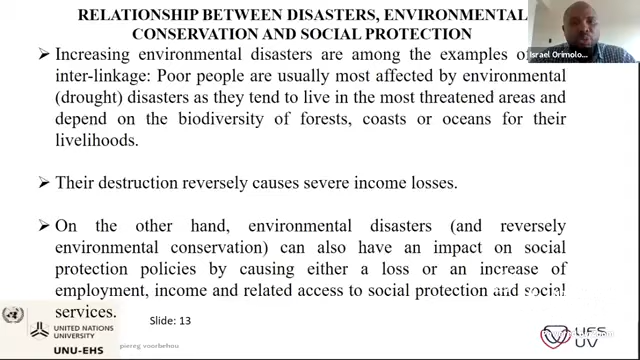 RELATIONSHIP BETWEEN DISASTERS, ENVIRONMENTAL
CONSERVATION AND SOCIAL PROTECTION
Israel Orimolo...
➢ Increasing environmental disasters are among the examples of
inter-linkage: Poor people are usually most affected by environmental
(drought) disasters as they tend to live in the most threatened areas and
depend on the biodiversity of forests, coasts or oceans for their
livelihoods.
➢ Their destruction reversely causes severe income losses.
➢ On the other hand, environmental disasters (and reversely
environmental conservation) can also have an impact on social
protection policies by causing either a loss or an increase of
employment, income and related access to social protection and social
services.
Slide: 13
UNITED NATIONS
UNIVERSITY
UNU-EHS
voorbehou
UFS
UV